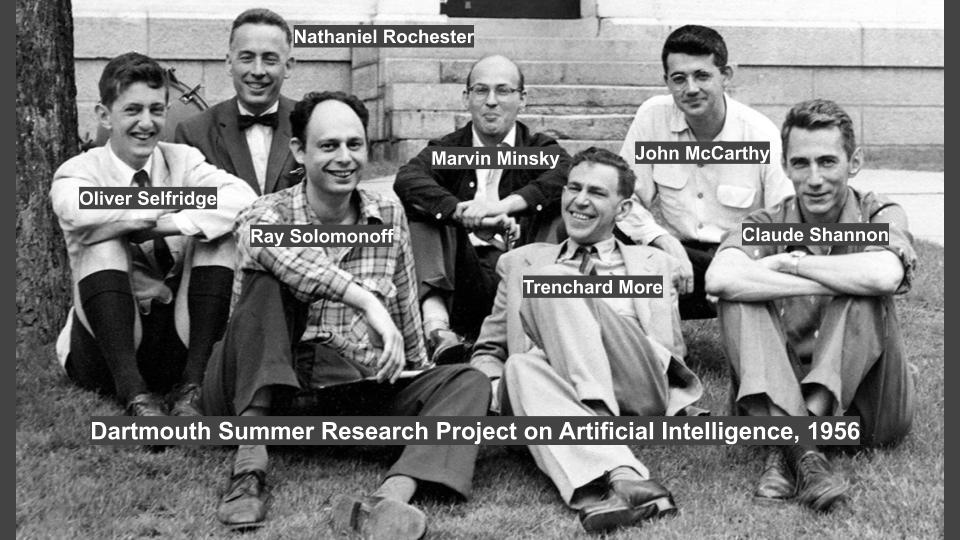 Nathaniel Rochester
Marvin Minsky
John McCarthy
Oliver Selfridge
Ray Solomonoff
Claude Shannon
Trenchard More
Dartmouth Summer Research Project on Artificial Intelligence, 1956